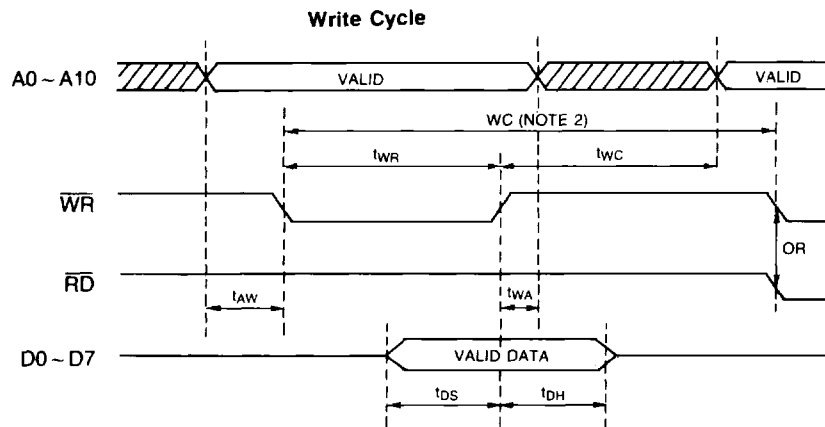 Write Cycle
A0 ~ A10
VALID
VALID
WC (NOTE 2)
tWR
tWC
WR
OR
RD
tAW
tWA
D0 ~ D7
VALID DATA
tDS
tDH